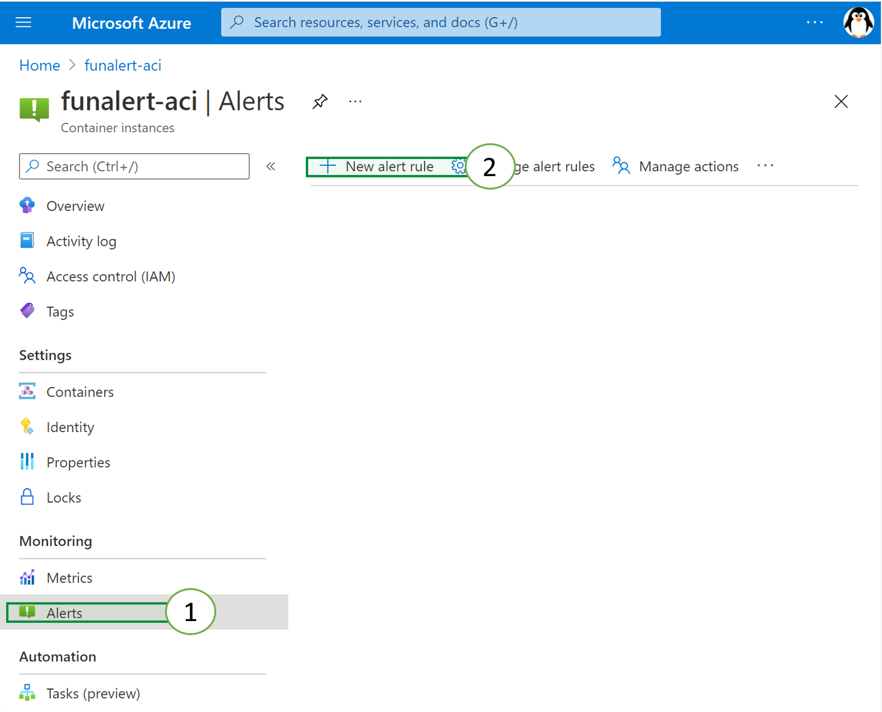 Microsoft Azure
Search resources, services, and docs (G+/)
Home > funalert-aci
funalert-aci | Alerts
Container instances
Search (Ctrl+/)
«
New alert rule
2
ge alert rules
Manage actions
Overview
Activity log
Access control (IAM)
Tags
Settings
Containers
Identity
Properties
Locks
Monitoring
Metrics
Alerts
1
Automation
Tasks (preview)